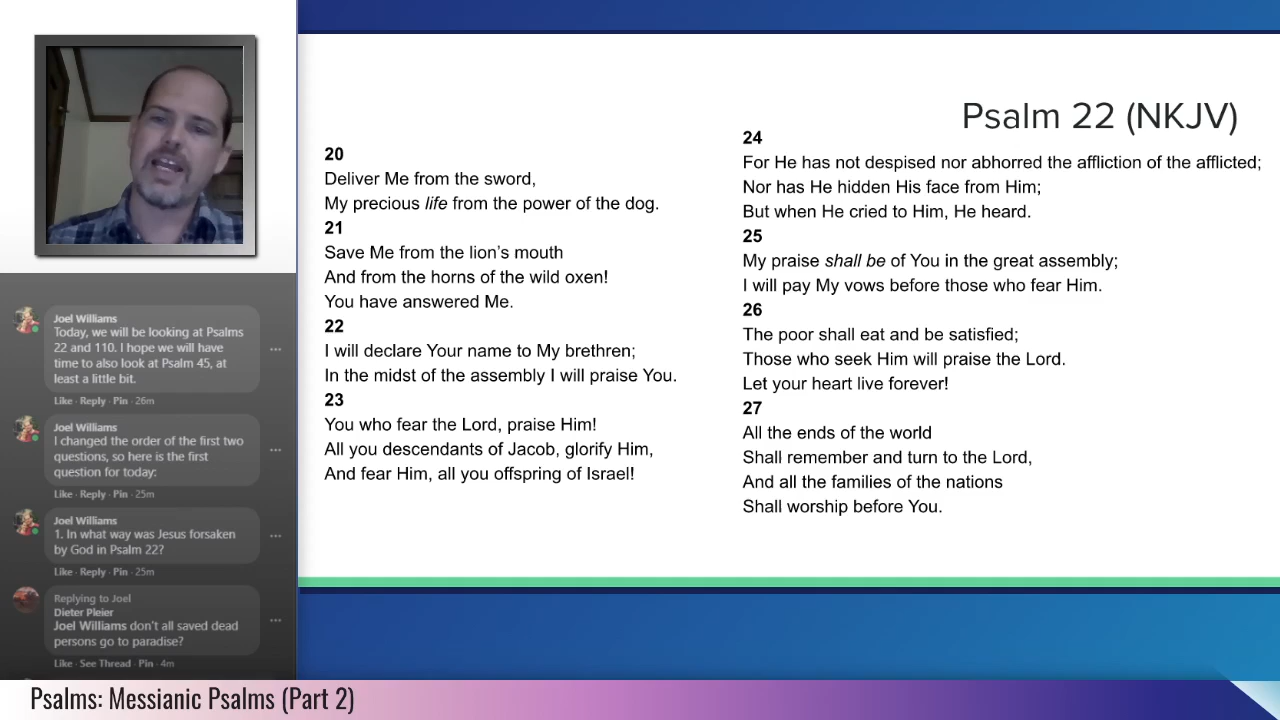 Joel Williams
Today, we will be looking at Psalms
22 and 110. I hope we will have
time to also look at Psalm 45, at
least a little bit.
Like · Reply · Pin · 26m
Joel Williams
I changed the order of the first two
questions, so here is the first
question for today:
Like · Reply · Pin · 25m
Joel Williams
1. In what way was Jesus forsaken
by God in Psalm 22?
Like · Reply · Pin · 25m
Replying to Joel
Dieter Pleier
Joel Williams don't all saved dead
persons go to paradise?
Like · See Thread · Pin · 4m
Psalm 22 (NKJV)
20
Deliver Me from the sword,
My precious life from the power of the dog.
21
Save Me from the lion’s mouth
And from the horns of the wild oxen!
You have answered Me.
22
I will declare Your name to My brethren;
In the midst of the assembly I will praise You.
23
You who fear the Lord, praise Him!
All you descendants of Jacob, glorify Him,
And fear Him, all you offspring of Israel!
24
For He has not despised nor abhorred the affliction of the afflicted;
Nor has He hidden His face from Him;
But when He cried to Him, He heard.
25
My praise shall be of You in the great assembly;
I will pay My vows before those who fear Him.
26
The poor shall eat and be satisfied;
Those who seek Him will praise the Lord.
Let your heart live forever!
27
All the ends of the world
Shall remember and turn to the Lord,
And all the families of the nations
Shall worship before You.
Psalms: Messianic Psalms (Part 2)